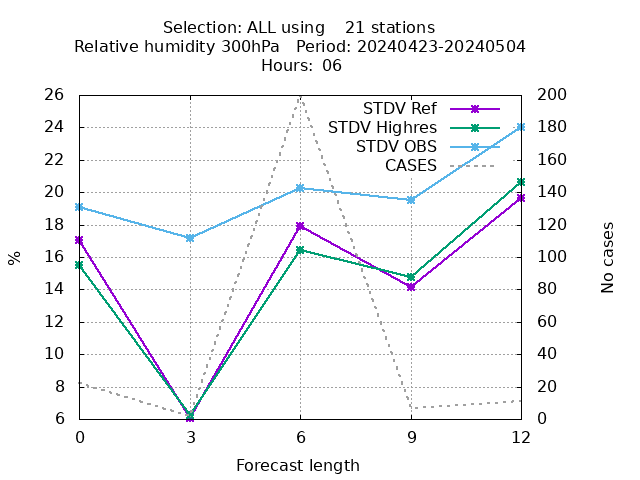 Selection: ALL using    21 stations
Relative humidity 300hPa   Period: 20240423-20240504
Hours:  06
26 200
STDV Ref
24 180
STDV Highres
STDV OBS
22 160
CASES
20 140
18 120
%
16 100
No cases
14 80
12 60
10 40
8 20
6 0
0 3 6 9 12
Forecast length